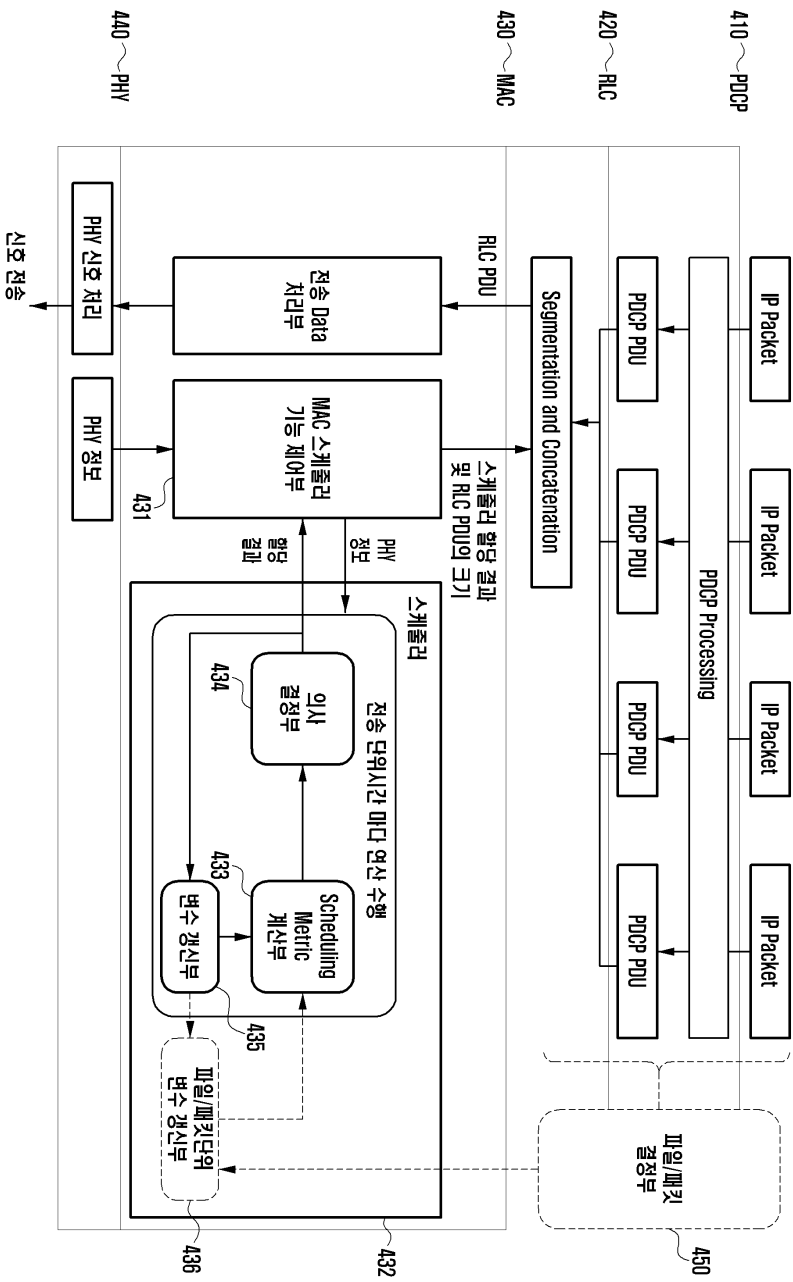 410 PDCP
IP Packet
IP Packet
IP Packet
IP Packet
PDCP Processing
파일/패킷
결정부
450
420 RLC
PDCP PDU
PDCP PDU
PDCP PDU
PDCP PDU
Segmentation and Concatenation
430 MAC
RLC PDU
스케줄러 할당 결과
및 RLC PDU의 크기
전송 Data
처리부
MAC 스케줄러
기능 제어부
431
PHY
정보
할당
결과
스케줄러
432
전송 단위시간 마다 연산 수행
의사
결정부
434
Scheduling
Metric
계산부
433
변수 갱신부
435
파일/패킷단위
변수 갱신부
436
440 PHY
PHY 신호 처리
PHY 정보
신호 전송